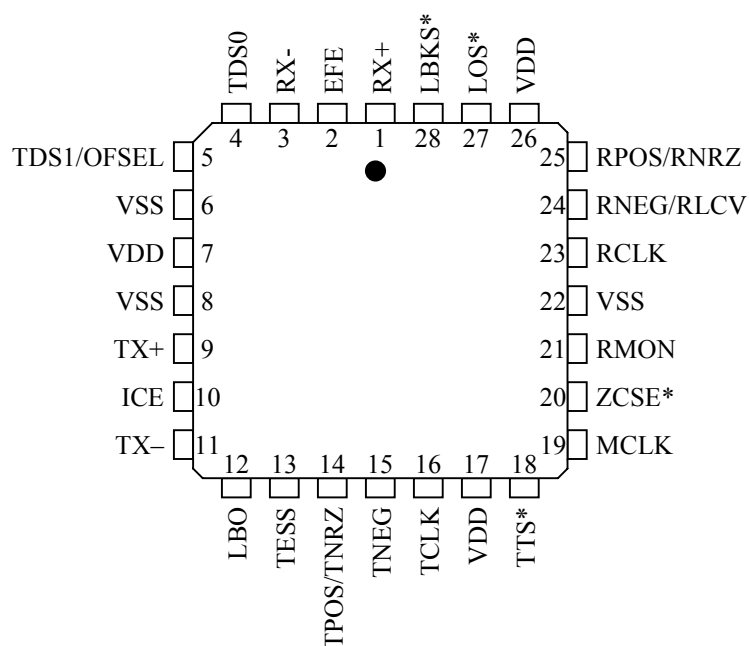 TDS0
RX-
EFE
RX+
LBKS*
LOS*
VDD
4
3
2
1
28
27
26
TDS1/OFSEL 5
25 RPOS/RNRZ
VSS 6
24 RNEG/RLCV
VDD 7
23 RCLK
VSS 8
22 VSS
TX+ 9
21 RMON
ICE 10
20 ZCSE*
TX– 11
19 MCLK
12
13
14
15
16
17
18
LBO
TESS
TPOS/TNRZ
TNEG
TCLK
VDD
TTS*